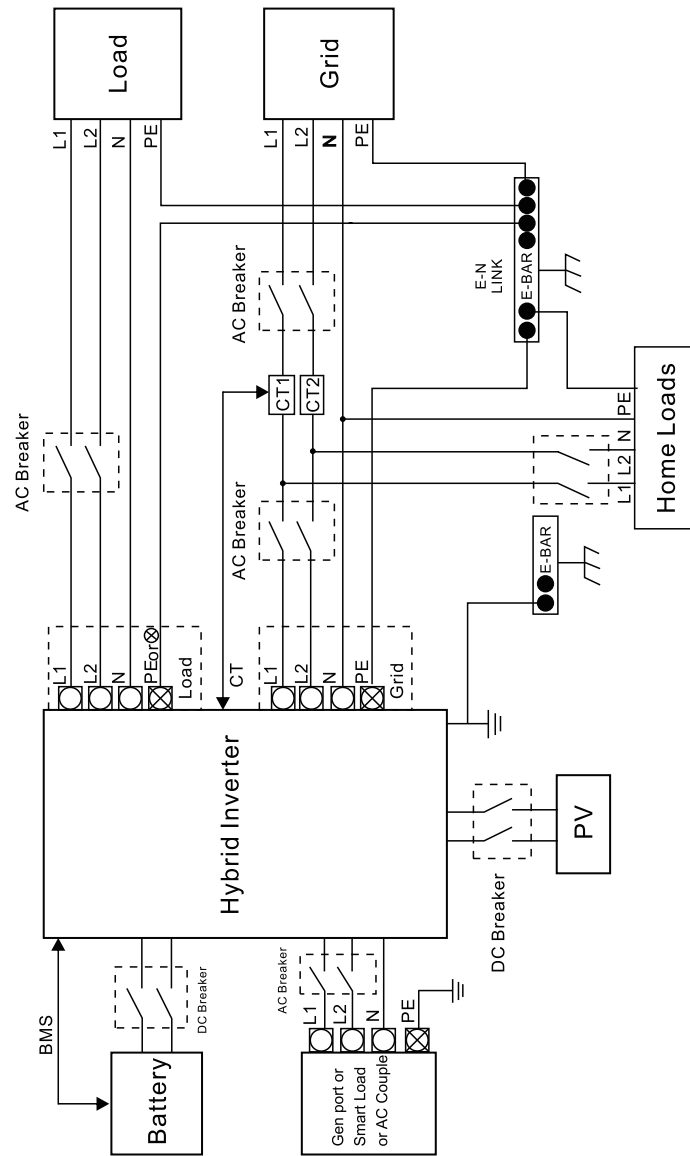 AC Breaker
BMS
L1
L2
N
PEor
Load
L1
L2
N
PE
Load
Battery
DC Breaker
Hybrid Inverter
CT
AC Breaker
AC Breaker
CT1
CT2
L1
L2
N
PE
Grid
L1
L2
N
PE
Grid
AC Breaker
L1
L2
N
PE
Gen port or
Smart Load
or AC Couple
DC Breaker
PV
E-BAR
E-N
LINK
E-BAR
L1
L2
N
PE
Home Loads